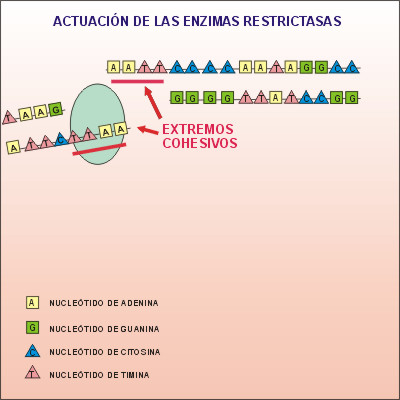 ACTUACIÓN DE LAS ENZIMAS RESTRICTASAS
A A T T C C C C A A T A G G C C
G G G G T T A T C C G G
T A A G
A T T C T T A A
EXTREMOS
COHESIVOS
A NUCLEÓTIDO DE ADENINA
G NUCLEÓTIDO DE GUANINA
C NUCLEÓTIDO DE CITOSINA
T NUCLEÓTIDO DE TIMINA